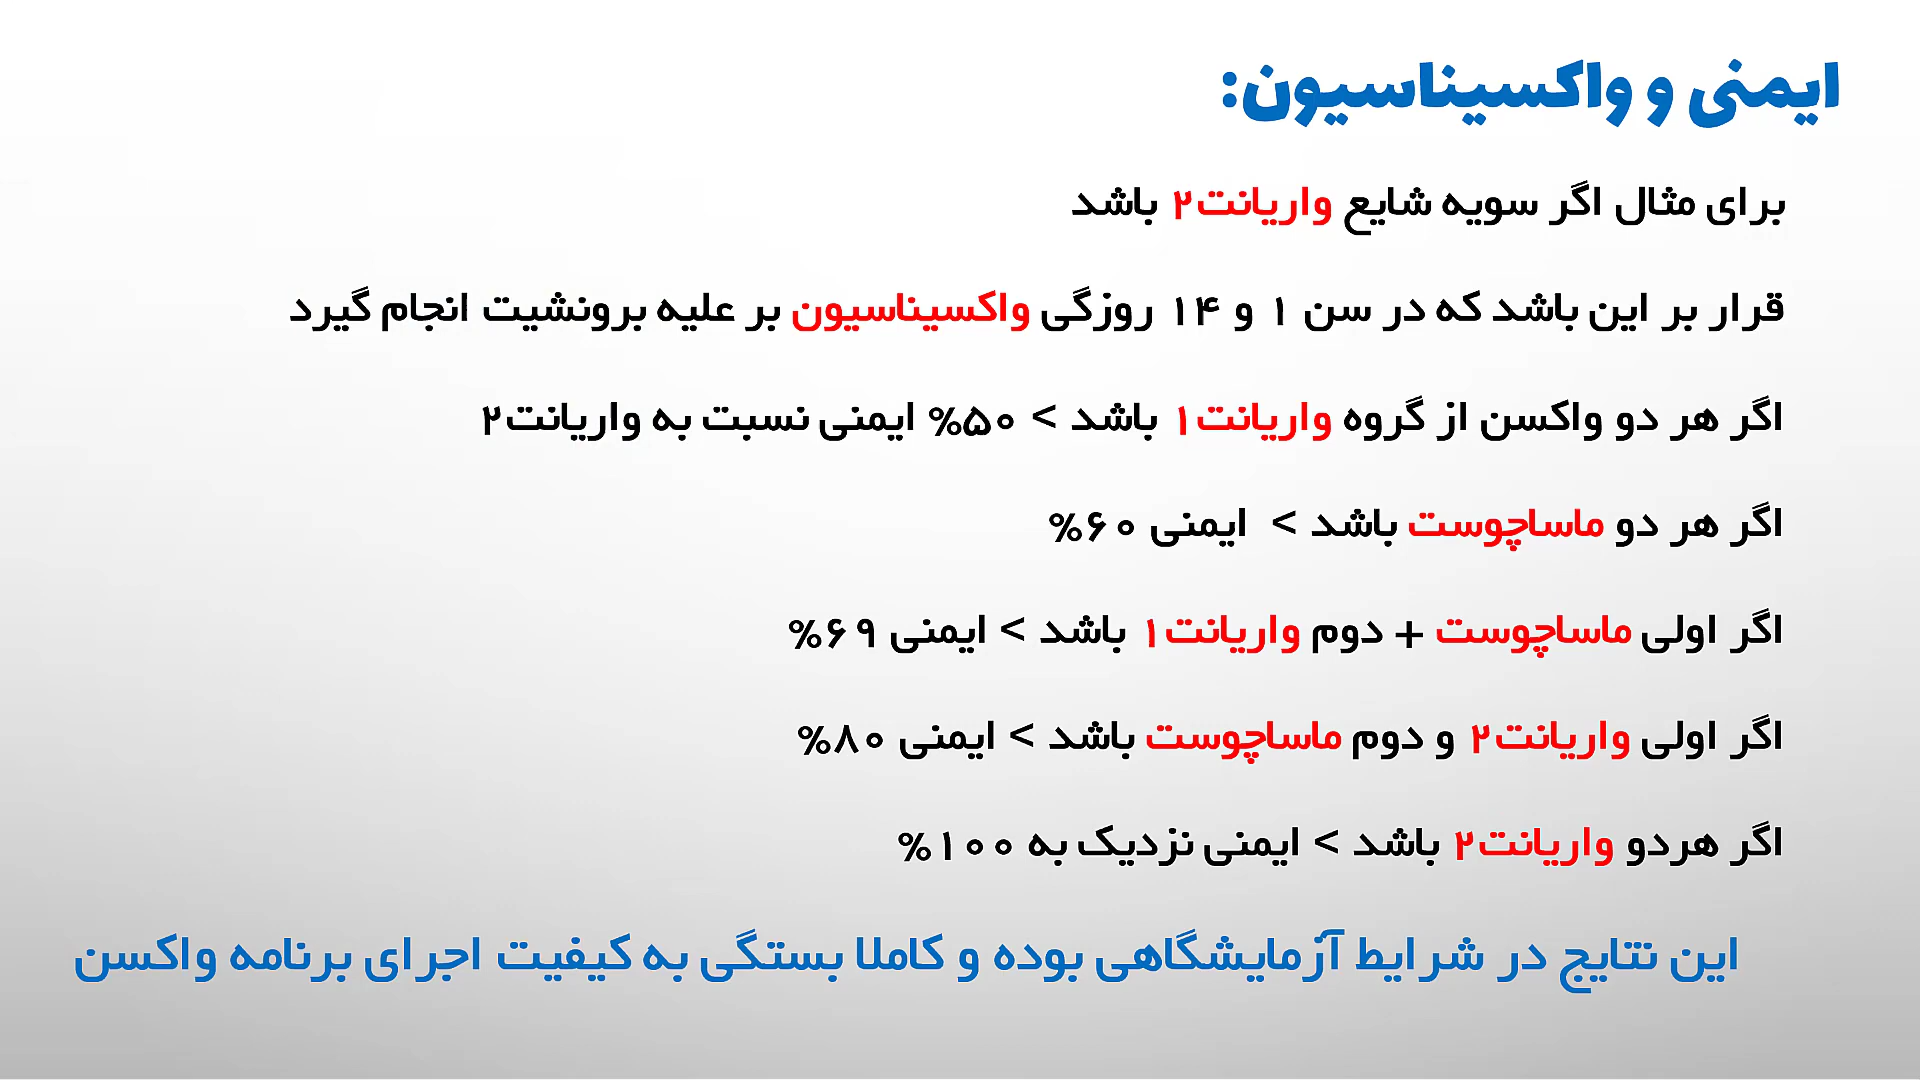 ایمنی و واکسیناسیون:
برای مثال اگر سویه شایع واریانت۲ باشد
قرار بر این باشد که در سن ۱ و ۱۴ روزگی واکسیناسیون بر علیه برونشیت انجام گیرد
اگر هر دو واکسن از گروه واریانت۱ باشد > ۵۰% ایمنی نسبت به واریانت۲
اگر هر دو ماساچوست باشد > ایمنی ۶۰%
اگر اولی ماساچوست + دوم واریانت۱ باشد > ایمنی ۶۹%
اگر اولی واریانت۲ و دوم ماساچوست باشد > ایمنی ۸۰%
اگر هردو واریانت۲ باشد > ایمنی نزدیک به ۱۰۰%
این نتایج در شرایط آزمایشگاهی بوده و کاملا بستگی به کیفیت اجرای برنامه واکسن